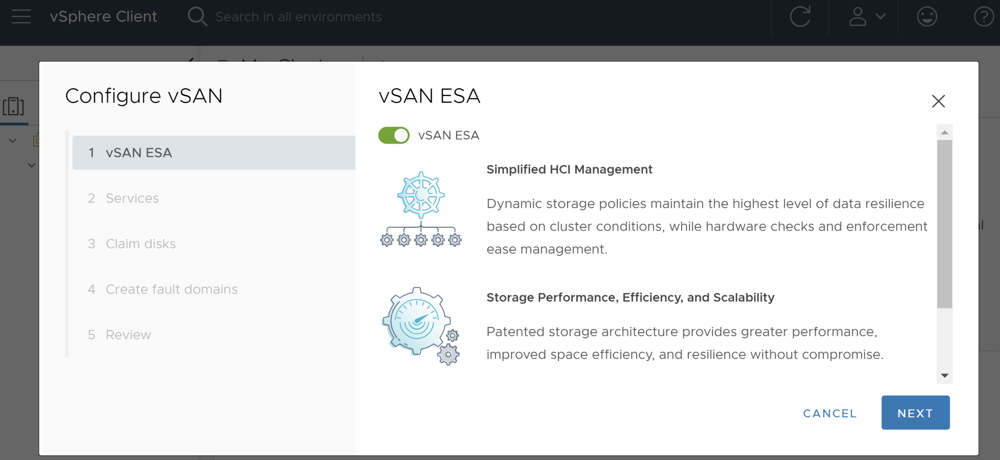 vSphere Client
Search in all environments
Configure vSAN
1 vSAN ESA
2 Services
3 Claim disks
4 Create fault domains
5 Review
vSAN ESA
vSAN ESA
Simplified HCI Management
Dynamic storage policies maintain the highest level of data resilience
based on cluster conditions, while hardware checks and enforcement
ease management.
Storage Performance, Efficiency, and Scalability
Patented storage architecture provides greater performance,
improved space efficiency, and resilience without compromise.
CANCEL
NEXT